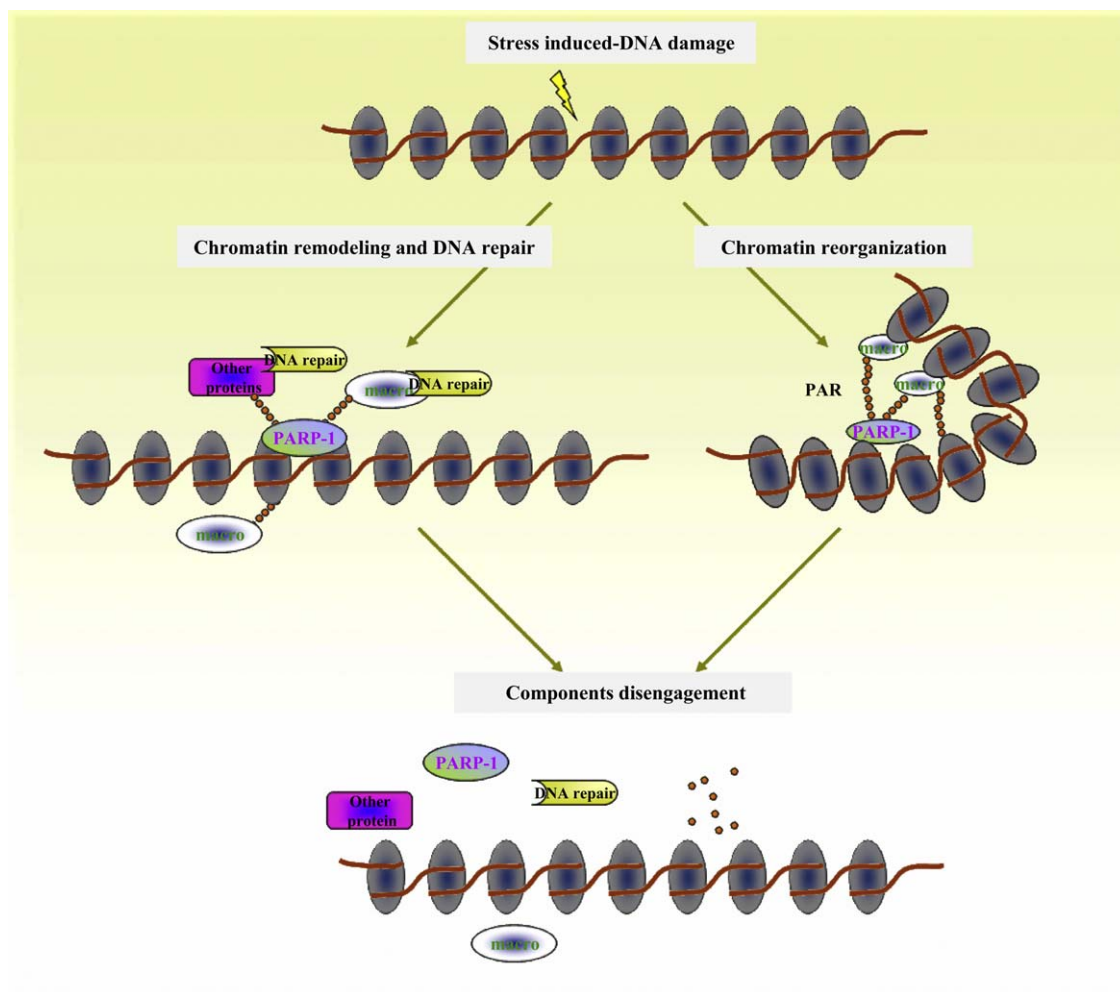 Stress induced-DNA damage
Chromatin remodeling and DNA repair
Chromatin reorganization
DNA repair
Other
proteins
macro
DNA repair
PARP-1
macro
macro
macro
PAR
PARP-1
Components disengagement
PARP-1
DNA repair
Other
protein
macro